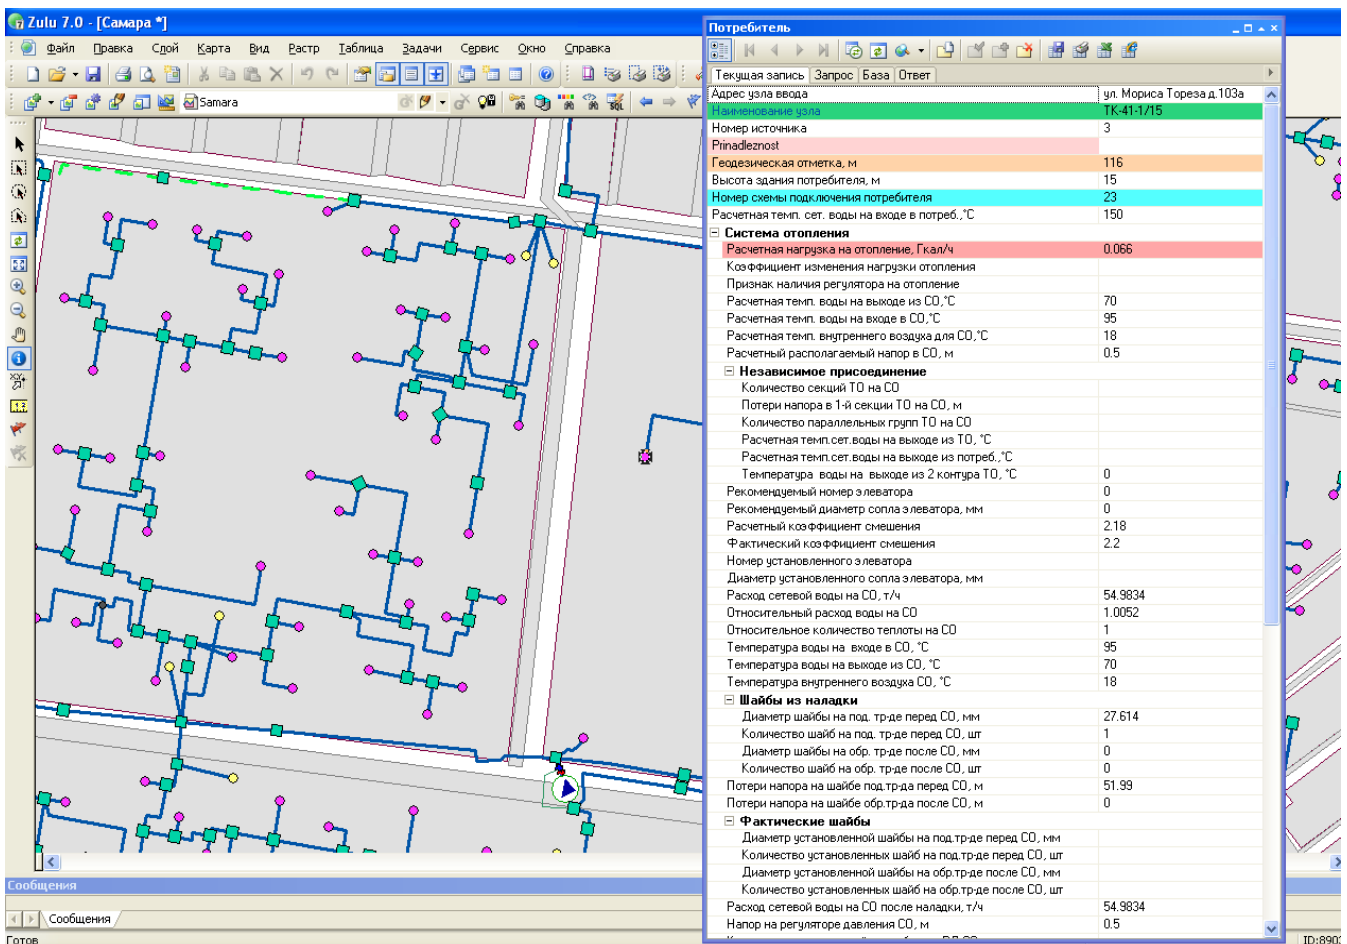 Zulu 7.0 - [Самара *]
Файл Правка Слой Карта Вид Растр Таблица Задачи Сервис Окно Справка
Samara
Потребитель
Текущая запись Запрос База Ответ
Адрес узла ввода ул. Мориса Тореза д.103а
Наименование узла ТК-41-1/15
Номер источника 3
Prinadleznost
Геодезическая отметка, м 116
Высота здания потребителя, м 15
Номер схемы подключения потребителя 23
Расчетная темп. сет. воды на входе в потреб.,°С 150
Система отопления
Расчетная нагрузка на отопление, Гкал/ч 0.066
Коэффициент изменения нагрузки отопления
Признак наличия регулятора на отопление
Расчетная темп. воды на выходе из СО,°С 70
Расчетная темп. воды на входе в СО,°С 95
Расчетная темп. внутреннего воздуха для СО,°С 18
Расчетный располагаемый напор в СО, м 0.5
Независимое присоединение
Количество секций ТО на СО
Потери напора в 1-й секции ТО на СО, м
Количество параллельных групп ТО на СО
Расчетная темп.сет.воды на выходе из ТО, °С
Расчетная темп.сет.воды на выходе из потреб.,°С
Температура воды на выходе из 2 контура ТО, °С 0
Рекомендуемый номер элеватора 0
Рекомендуемый диаметр сопла элеватора, мм 0
Расчетный коэффициент смешения 2.18
Фактический коэффициент смешения 2.2
Номер установленного элеватора
Диаметр установленного сопла элеватора, мм
Расход сетевой воды на СО, т/ч 54.9834
Относительный расход воды на СО 1.0052
Относительное количество теплоты на СО 1
Температура воды на входе в СО, °С 95
Температура воды на выходе из СО, °С 70
Температура внутреннего воздуха СО, °С 18
Шайбы из наладки
Диаметр шайбы на под. тр-де перед СО, мм 27.614
Количество шайб на под. тр-де перед СО, шт 1
Диаметр шайбы на обр. тр-де после СО, мм 0
Количество шайб на обр. тр-де после СО, шт 0
Потери напора на шайбе под.тр-да перед СО, м 51.99
Потери напора на шайбе обр.тр-да после СО, м 0
Фактические шайбы
Диаметр установленной шайбы на под.тр-де перед СО, мм
Количество установленных шайб на под.тр-де перед СО, шт
Диаметр установленной шайбы на обр.тр-де после СО, мм
Количество установленных шайб на обр.тр-де после СО, шт
Расход сетевой воды на СО после наладки, т/ч 54.9834
Напор на регуляторе давления СО, м 0.5
Сообщения
Сообщения
Готов ID:890